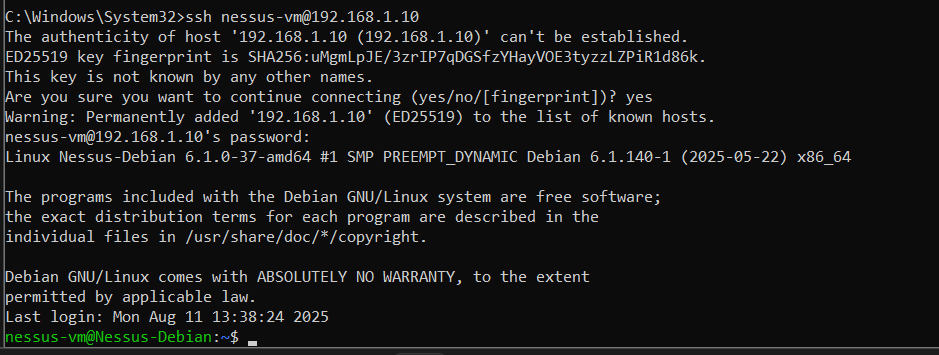 C:\Windows\System32>ssh nessus-vm@192.168.1.10
The authenticity of host '192.168.1.10 (192.168.1.10)' can't be established.
ED25519 key fingerprint is SHA256:uMgmLpJE/3zrIP7qDGSfzYHayVOE3tyzzLZPiR1d86k.
This key is not known by any other names.
Are you sure you want to continue connecting (yes/no/[fingerprint])? yes
Warning: Permanently added '192.168.1.10' (ED25519) to the list of known hosts.
nessus-vm@192.168.1.10's password:
Linux Nessus-Debian 6.1.0-37-amd64 #1 SMP PREEMPT_DYNAMIC Debian 6.1.140-1 (2025-05-22) x86_64
The programs included with the Debian GNU/Linux system are free software;
the exact distribution terms for each program are described in the
individual files in /usr/share/doc/*/copyright.
Debian GNU/Linux comes with ABSOLUTELY NO WARRANTY, to the extent
permitted by applicable law.
Last login: Mon Aug 11 13:38:24 2025
nessus-vm@Nessus-Debian:~$